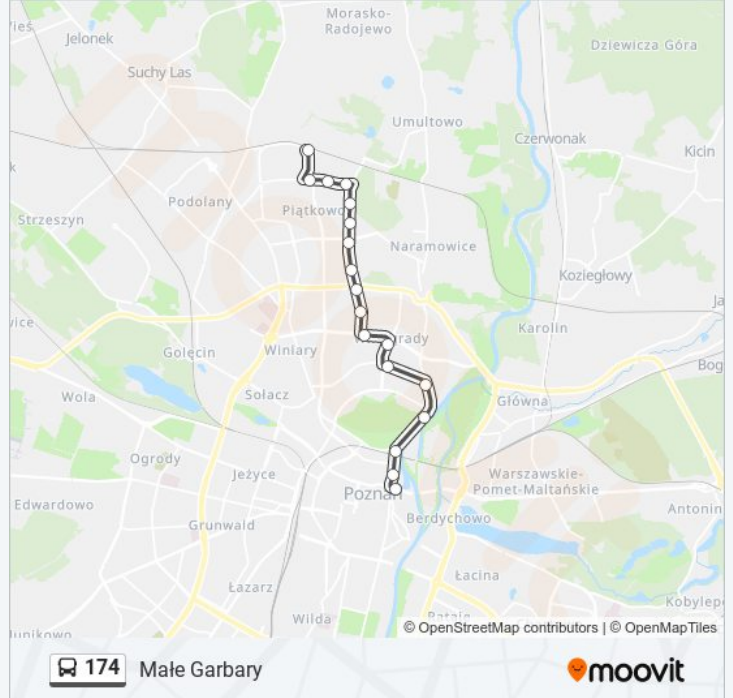 Morasko-
Radojewo
Jelonek
Dziewicza Góra
Suchy Las
Umultowo
Czerwonak
Kicin
Podolany
Piątkowo
Strzeszyn
Naramowice
Koziegłowy
Karolin
Golęcin
Winiary
Wola
Sołacz
Główna
Ogrody
Jeżyce
Warszawskie-
Pomet-Maltańskie
Poznań
Edwardowo
Antonin
Grunwald
Berdychowo
Łacina
Łazarz
Wilda
© OpenStreetMap contributors | © OpenMapTiles
174 Małe Garbary
moovit